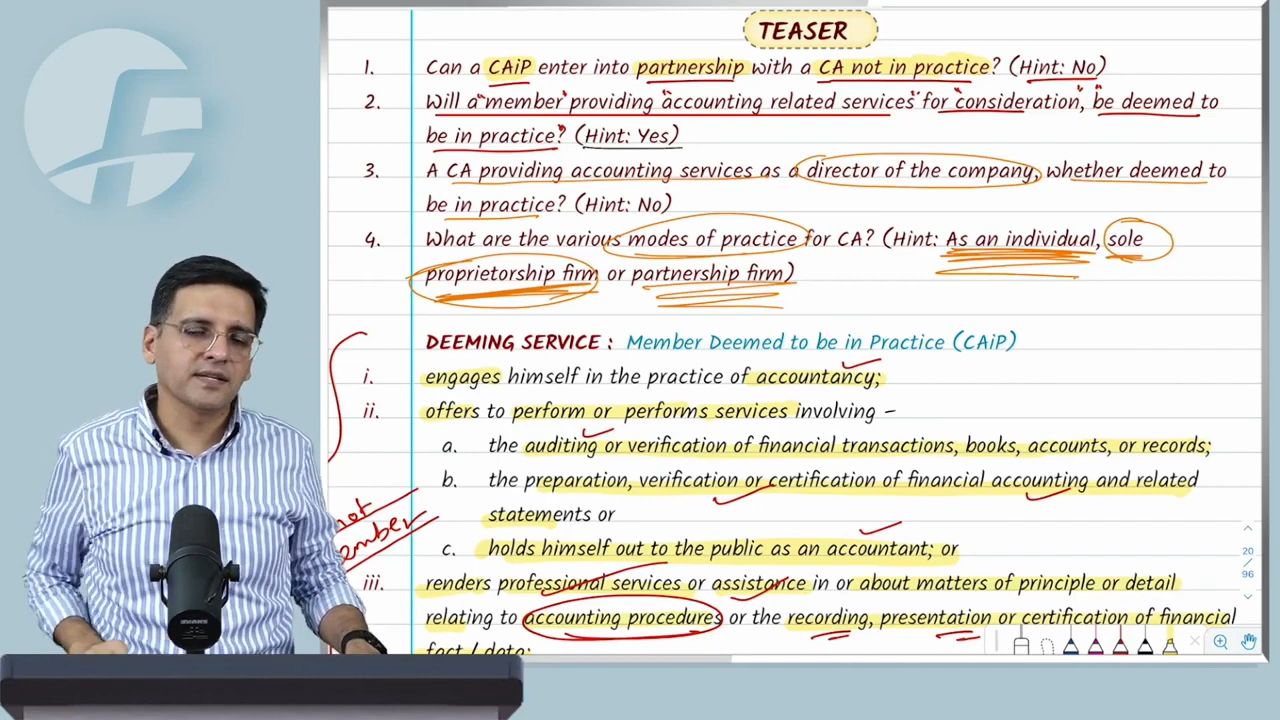 TEASER
1. Can a CAiP enter into partnership with a CA not in practice? (Hint: No)
2. Will a "member" providing "accounting related services" for "consideration", "be deemed to
be in practice"? (Hint: Yes)
3. A CA providing accounting services as a director of the company, whether deemed to
be in practice? (Hint: No)
4. What are the various modes of practice for CA? (Hint: As an individual, sole
proprietorship firm or partnership firm)
DEEMING SERVICE : Member Deemed to be in Practice (CAiP)
i. engages himself in the practice of accountancy;
ii. offers to perform or performs services involving –
a. the auditing or verification of financial transactions, books, accounts, or records;
b. the preparation, verification or certification of financial accounting and related
statements or
not
ember
c. holds himself out to the public as an accountant; or
iii. renders professional services or assistance in or about matters of principle or detail
relating to accounting procedures or the recording, presentation or certification of financial
fact / data;
20
/
96